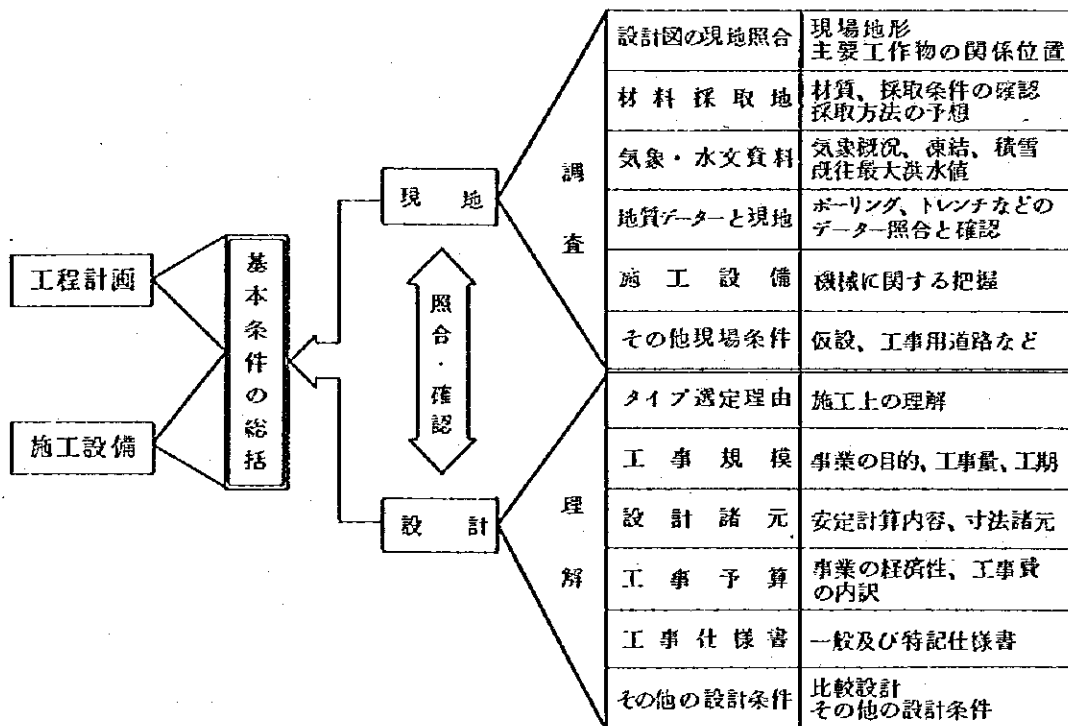 工程計画
施工設備
基本条件の総括
現地
照合・確認
設計
調査
設計図の現地照合
現場地形
主要工作物の関係位置
材料採取地
材質、採取条件の確認
採取方法の予想
気象・水文資料
気象概況、凍結、積雪
既往最大洪水値
地質データーと現地
ボーリング、トレンチなどの
データー照合と確認
施工設備
機械に関する把握
その他現場条件
仮設、工事用道路など
理解
タイプ選定理由
施工上の理解
工事規模
事業の目的、工事量、工期
設計諸元
安定計算内容、寸法諸元
工事予算
事業の経済性、工事費
の内訳
工事仕様書
一般及び特記仕様書
その他の設計条件
比較設計
その他の設計条件